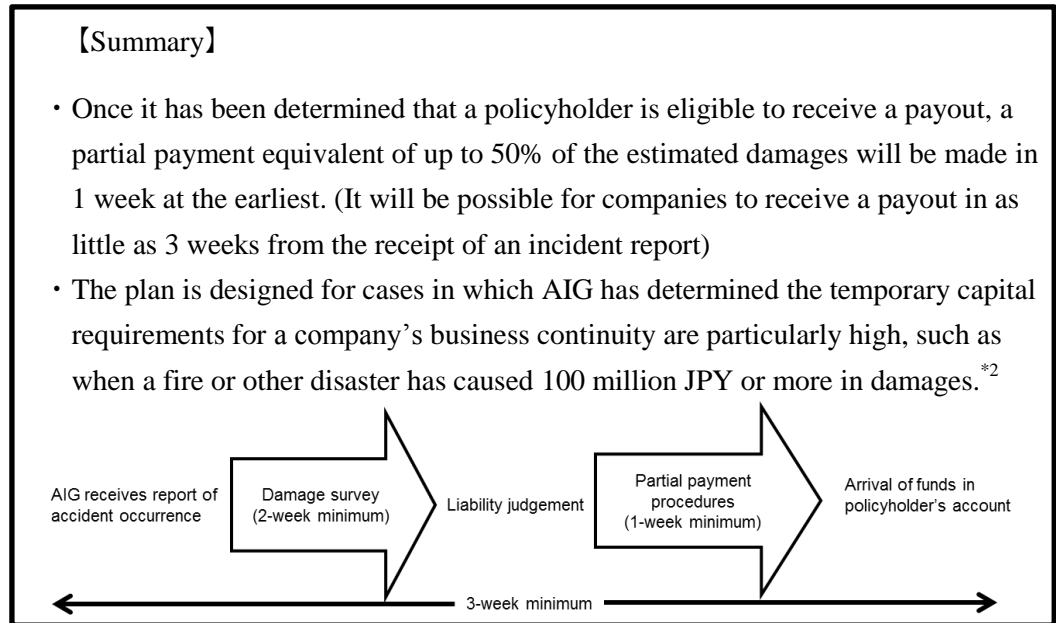 【Summary】
・Once it has been determined that a policyholder is eligible to receive a payout, a
partial payment equivalent of up to 50% of the estimated damages will be made in
1 week at the earliest. (It will be possible for companies to receive a payout in as
little as 3 weeks from the receipt of an incident report)
・The plan is designed for cases in which AIG has determined the temporary capital
requirements for a company’s business continuity are particularly high, such as
when a fire or other disaster has caused 100 million JPY or more in damages.*2
AIG receives report of
accident occurrence
Damage survey
(2-week minimum)
Liability judgement
Partial payment
procedures
(1-week minimum)
Arrival of funds in
policyholder’s account
3-week minimum